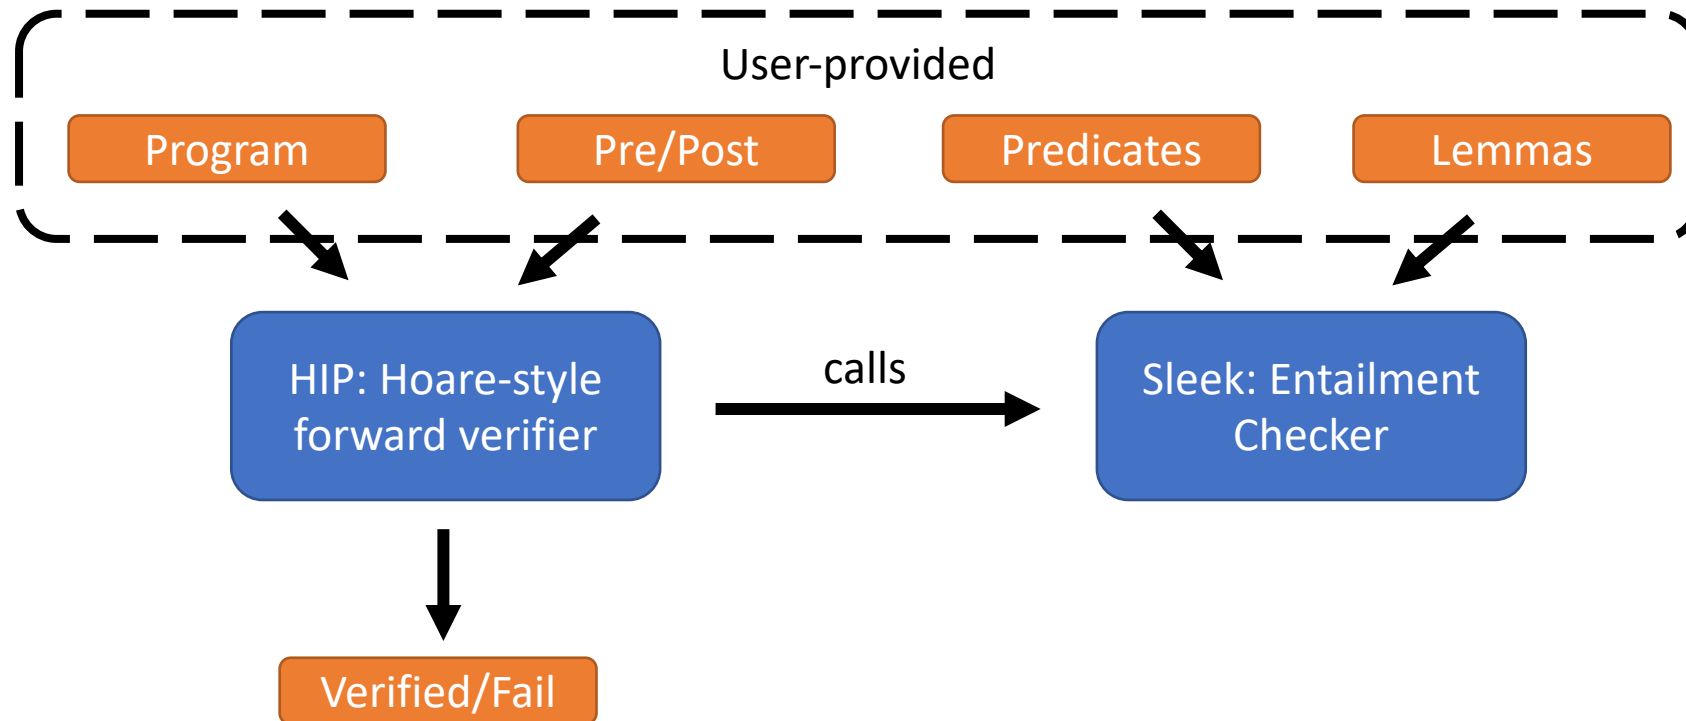 User-provided
Program
Pre/Post
Predicates
Lemmas
HIP: Hoare-style
forward verifier
calls
Sleek: Entailment
Checker
Verified/Fail